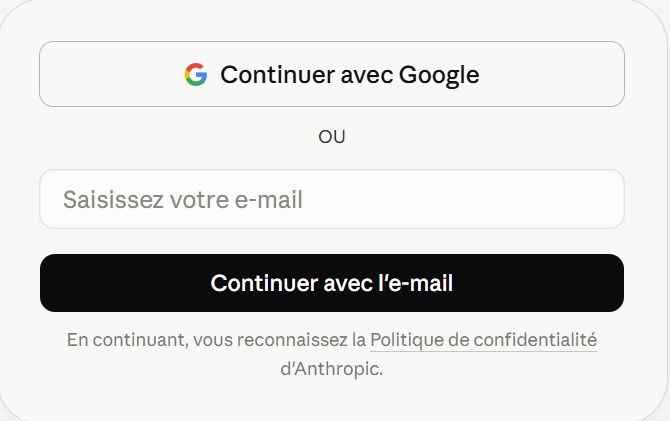 Continuer avec Google
OU
Saisissez votre e-mail
Continuer avec l'e-mail
En continuant, vous reconnaissez la Politique de confidentialité
d'Anthropic.